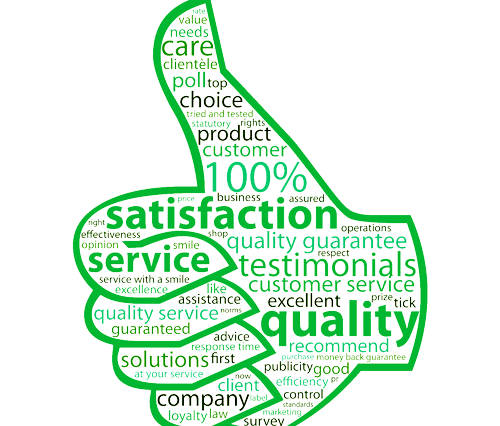 rate
value
needs
care
clientèle
poll top
choice
tried and tested
statutory rights
product
customer
100%
price business assured
satisfaction
right shop operations
effectiveness
opinion smile quality guarantee
respect
service testimonials
service with a smile customer service
excellence like prize
assistance excellent tick
quality service norms quality
guaranteed
advice recommend
response time purchase money back guarantee
solutions first publicity good
at your service now efficiency pr
client
company label control
standards
loyalty law marketing
survey